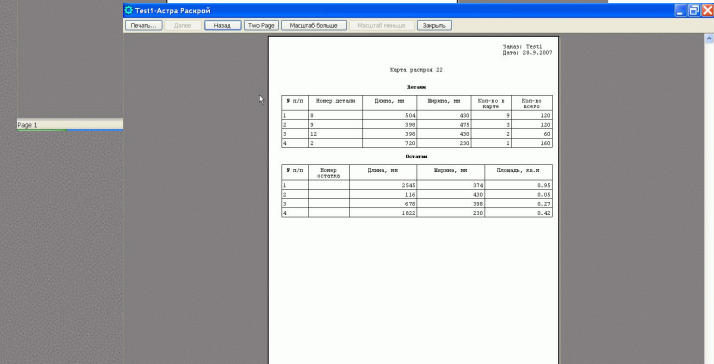 Test1-Астра Раскрой
Печать... Далее Назад Two Page Масштаб больше Масштаб меньше Закрыть
Заказ: Test1
Дата: 28.9.2007
Карта раскроя 22
Детали
№ п/п Номер детали Длина, мм Ширина, мм Кол-во в карте Кол-во всего
1 8 504 430 9 120
2 9 398 475 3 120
3 12 398 430 2 60
4 2 720 230 1 160
Остатки
№ п/п Номер остатка Длина, мм Ширина, мм Площадь, кв.м
1 2545 374 0.95
2 116 430 0.05
3 678 398 0.27
4 1822 230 0.42
Page 1